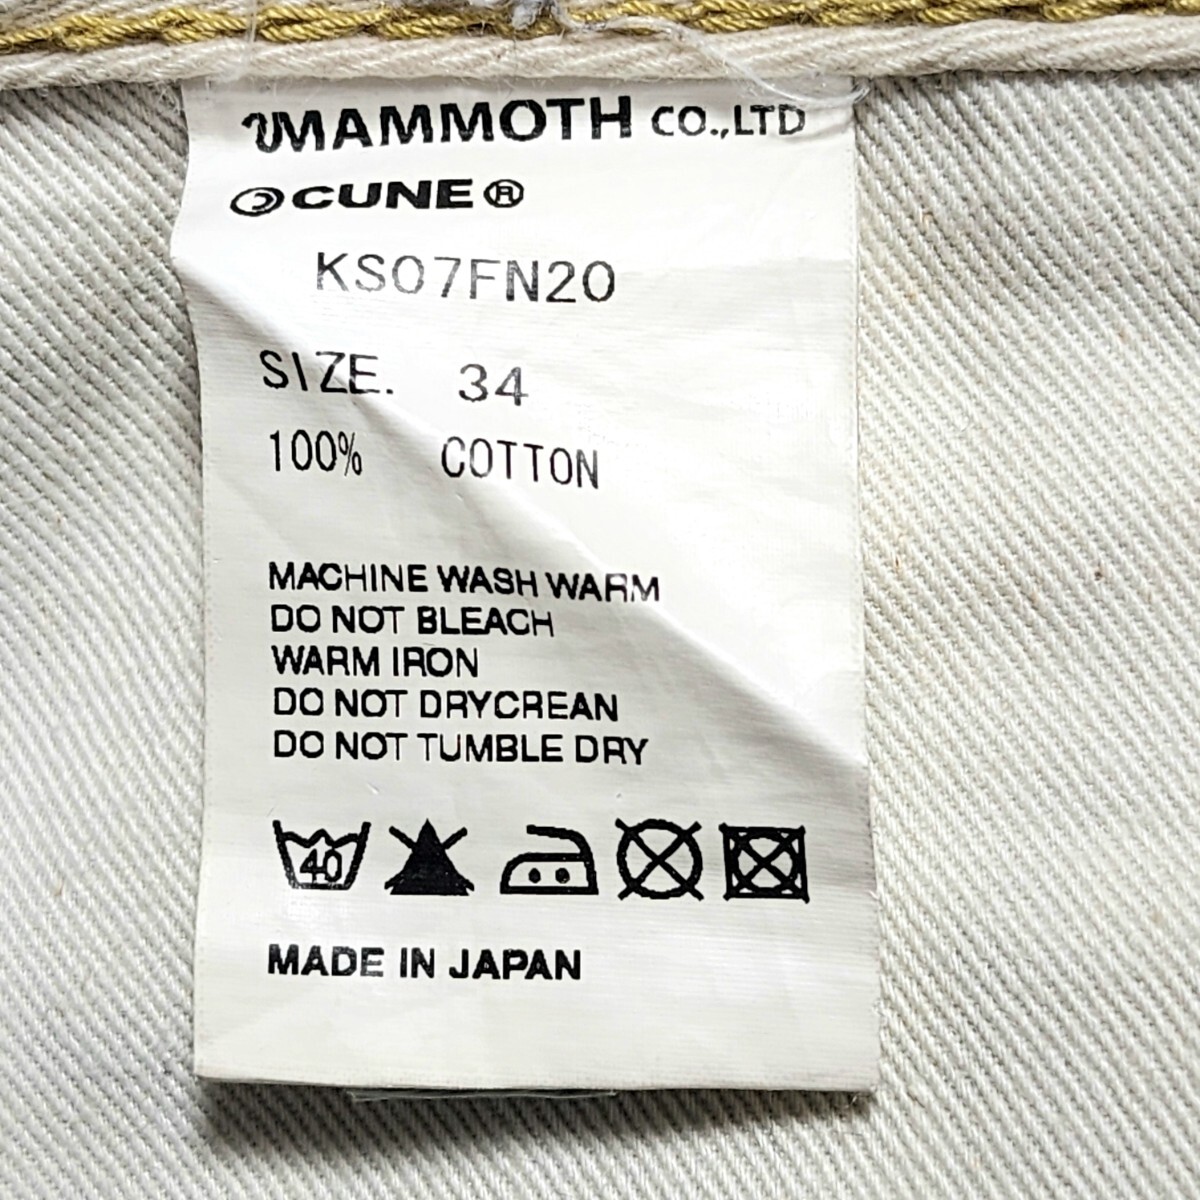 MAMMOTH CO.,LTD
CUNE®
KS07FN20
SIZE. 34
100% COTTON
MACHINE WASH WARM
DO NOT BLEACH
WARM IRON
DO NOT DRYCREAN
DO NOT TUMBLE DRY
40
MADE IN JAPAN